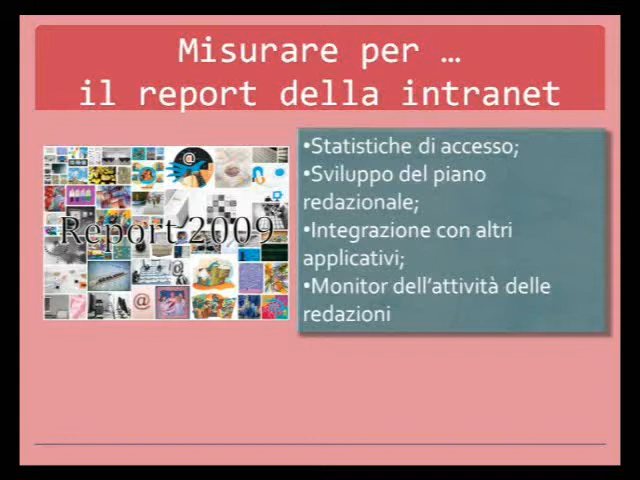 Misurare per …
il report della intranet
Report 2009
•Statistiche di accesso;
•Sviluppo del piano
redazionale;
•Integrazione con altri
applicativi;
•Monitor dell'attività delle
redazioni